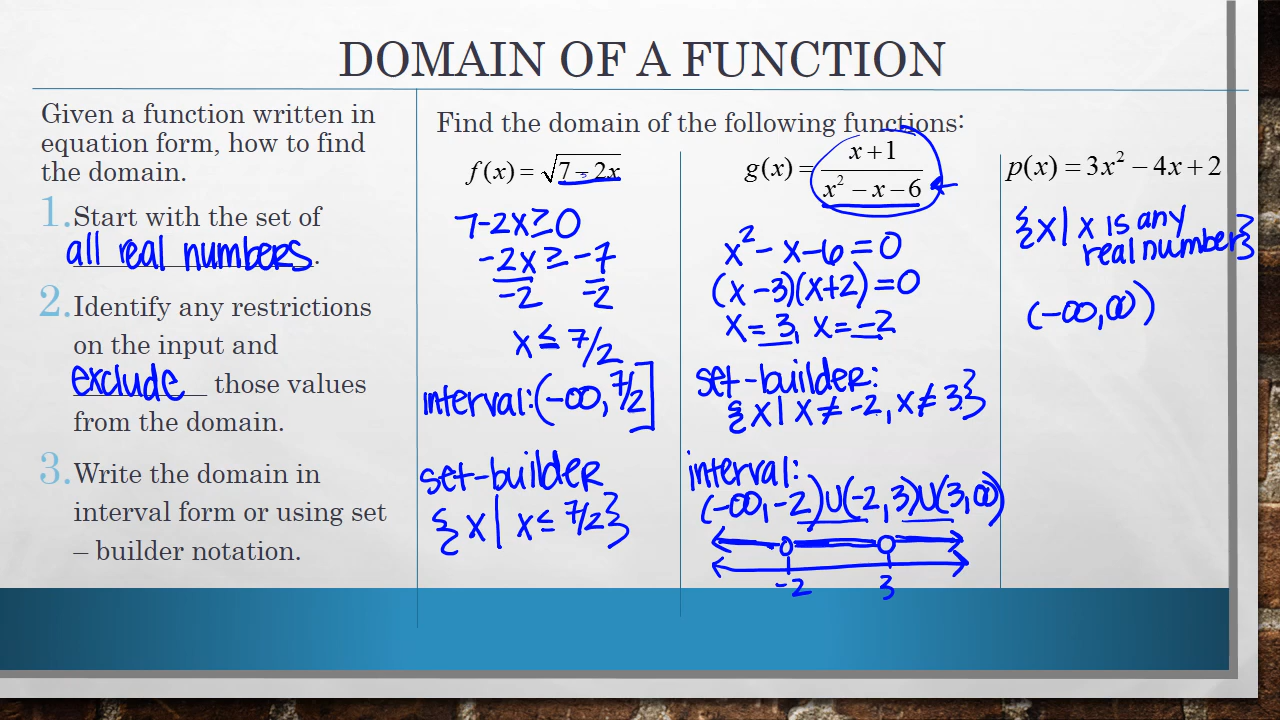 DOMAIN OF A FUNCTION
Given a function written in
equation form, how to find
the domain.
1. Start with the set of
all real numbers.
2. Identify any restrictions
on the input and
exclude those values
from the domain.
3. Write the domain in
interval form or using set
– builder notation.
Find the domain of the following functions:
f(x) = √(7 − 2x)
7-2x ≥ 0
-2x ≥ -7
-2 -2
x ≤ 7/2
interval: (-∞, 7/2]
set-builder
{x | x ≤ 7/2}
g(x) = (x + 1)/(x² − x − 6)
x² - x - 6 = 0
(x - 3)(x + 2) = 0
x = 3, x = -2
set-builder:
{x | x ≠ -2, x ≠ 3}
interval:
(-∞, -2) U (-2, 3) U (3, ∞)
-2 3
p(x) = 3x² − 4x + 2
{x | x is any
real number}
(-∞, ∞)